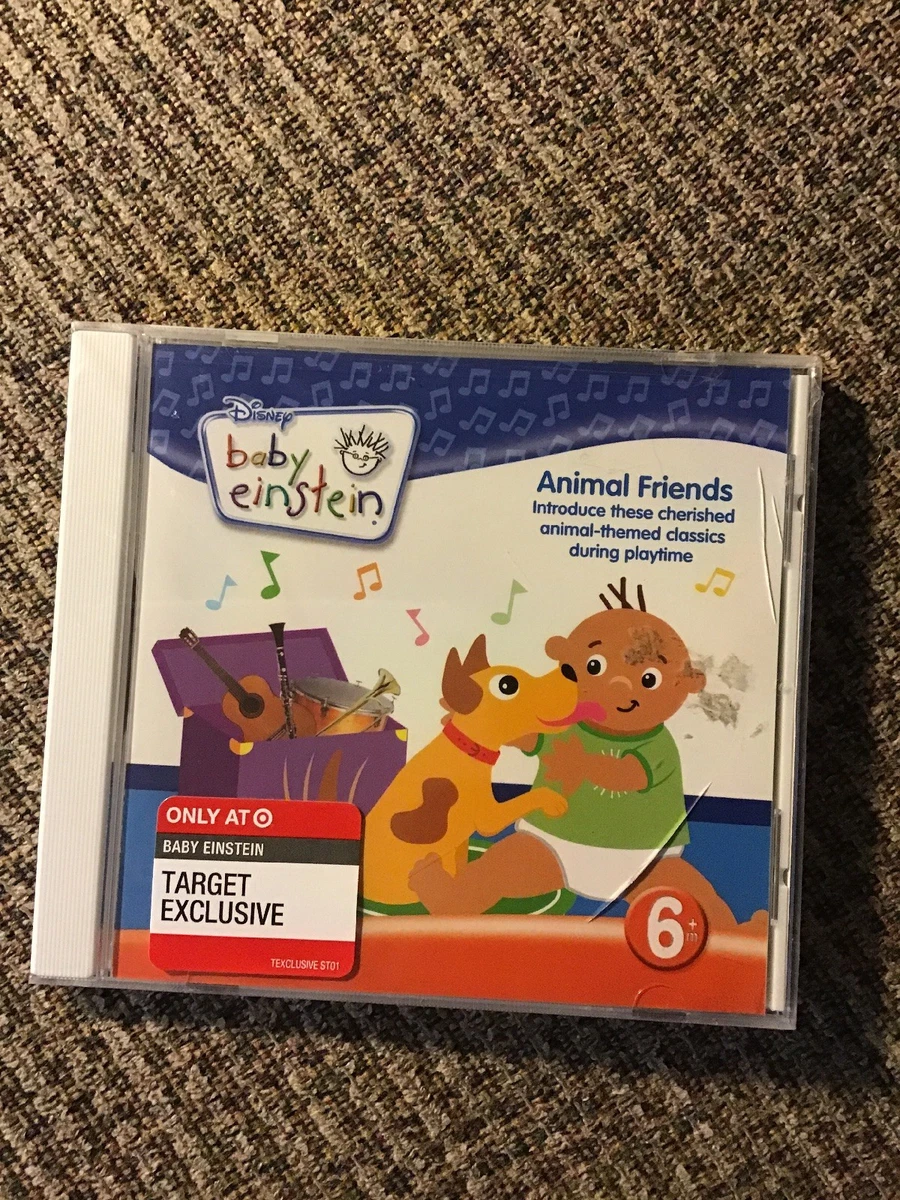 Disney
baby
einstein
Animal Friends
Introduce these cherished
animal-themed classics
during playtime
ONLY AT
BABY EINSTEIN
TARGET
EXCLUSIVE
TEXCLUSIVE ST01
6+
m